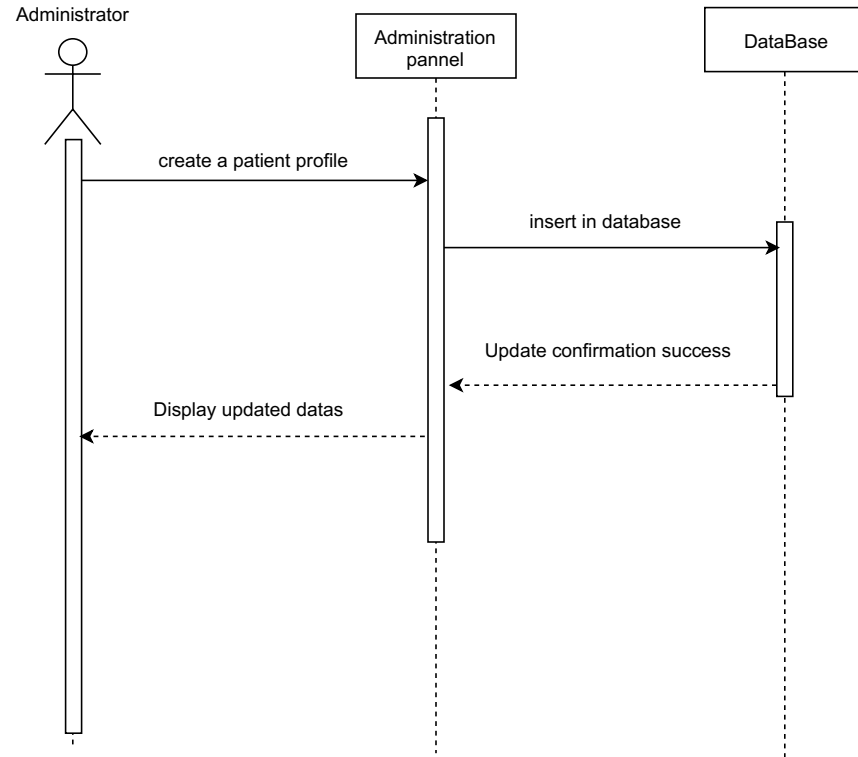 Administrator
Administration
pannel
DataBase
create a patient profile
insert in database
Update confirmation success
Display updated datas